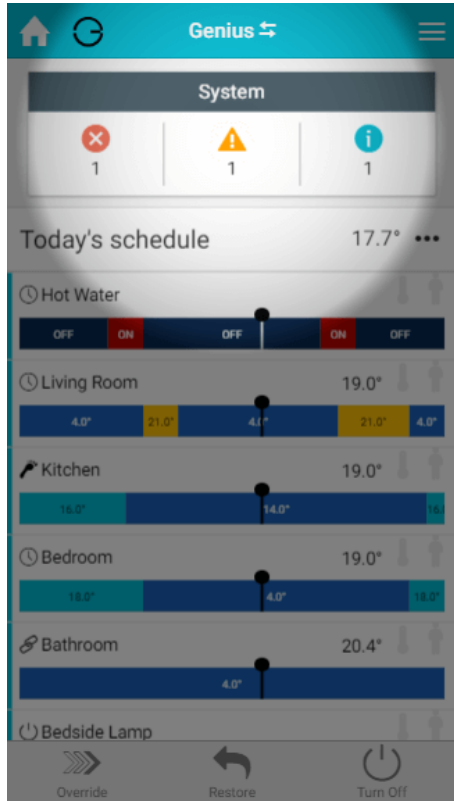 Genius
System
1 1 1
Today's schedule 17.7°
Hot Water
OFF ON OFF ON OFF
Living Room 19.0°
4.0° 21.0° 4.0° 21.0° 4.0°
Kitchen 19.0°
16.0° 14.0°
Bedroom 19.0°
18.0° 4.0° 18.0°
Bathroom 20.4°
4.0°
Bedside Lamp
Override Restore Turn Off